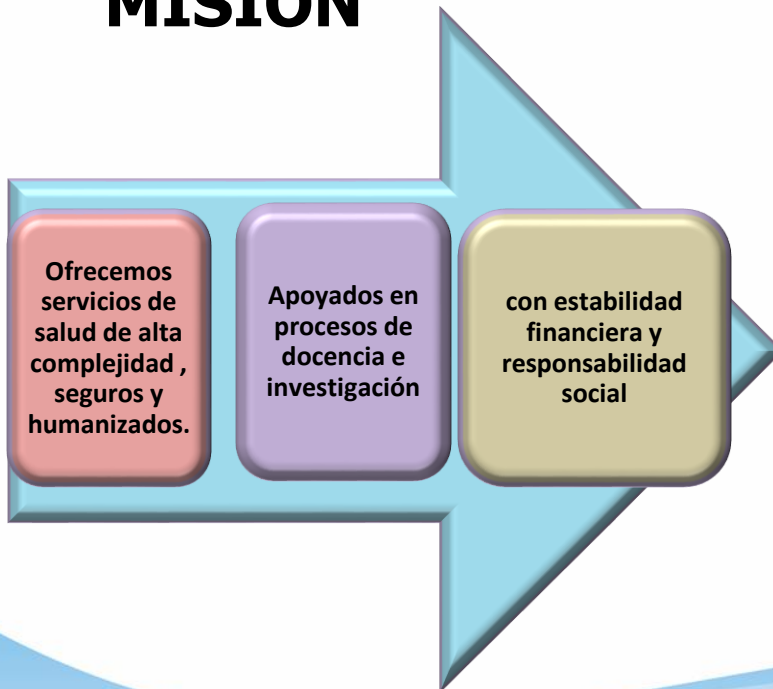 MISIÓN
Ofrecemos
servicios de
salud de alta
complejidad ,
seguros y
humanizados.
Apoyados en
procesos de
docencia e
investigación
con estabilidad
financiera y
responsabilidad
social